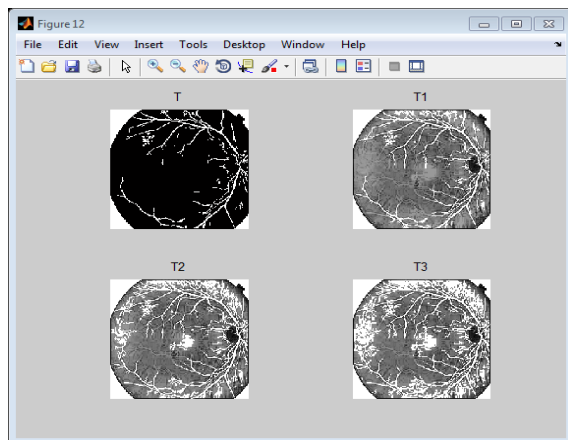 Figure 12
File Edit View Insert Tools Desktop Window Help
T T1
T2 T3